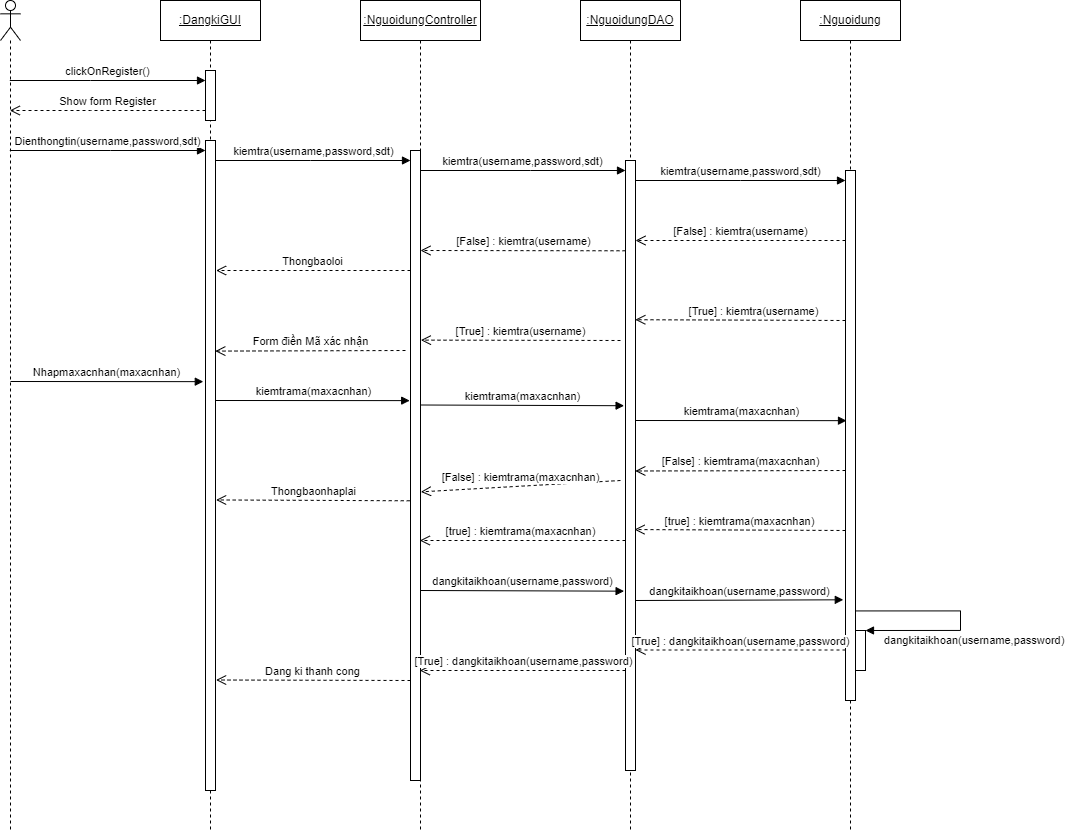 :DangkiGUI
:NguoidungController
:NguoidungDAO
:Nguoidung
clickOnRegister()
Show form Register
Dienthongtin(username,password,sdt)
kiemtra(username,password,sdt)
kiemtra(username,password,sdt)
kiemtra(username,password,sdt)
[False] : kiemtra(username)
[False] : kiemtra(username)
Thongbaoloi
[True] : kiemtra(username)
[True] : kiemtra(username)
Form điền Mã xác nhận
Nhapmaxacnhan(maxacnhan)
kiemtrama(maxacnhan)
kiemtrama(maxacnhan)
kiemtrama(maxacnhan)
[False] : kiemtrama(maxacnhan)
[False] : kiemtrama(maxacnhan)
Thongbaonhaplai
[true] : kiemtrama(maxacnhan)
[true] : kiemtrama(maxacnhan)
dangkitaikhoan(username,password)
dangkitaikhoan(username,password)
dangkitaikhoan(username,password)
[True] : dangkitaikhoan(username,password)
[True] : dangkitaikhoan(username,password)
Dang ki thanh cong